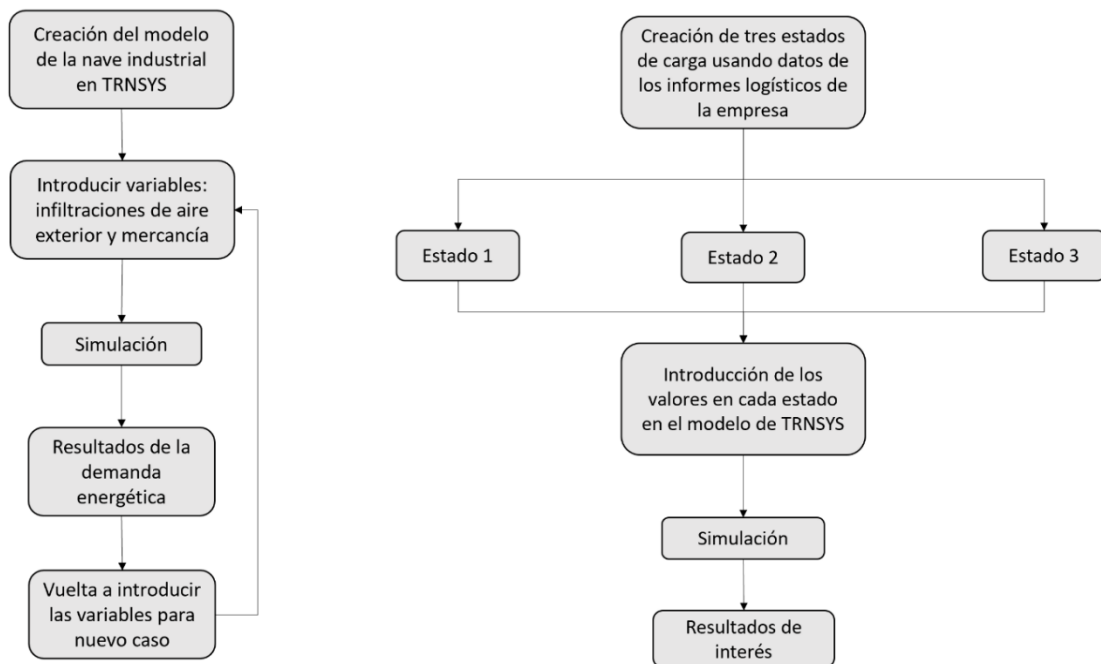 Creación del modelo
de la nave industrial
en TRNSYS
Introducir variables:
infiltraciones de aire
exterior y mercancía
Simulación
Resultados de la
demanda
energética
Vuelta a introducir
las variables para
nuevo caso
Creación de tres estados
de carga usando datos de
los informes logísticos de
la empresa
Estado 1
Estado 2
Estado 3
Introducción de los
valores en cada estado
en el modelo de TRNSYS
Simulación
Resultados de
interés